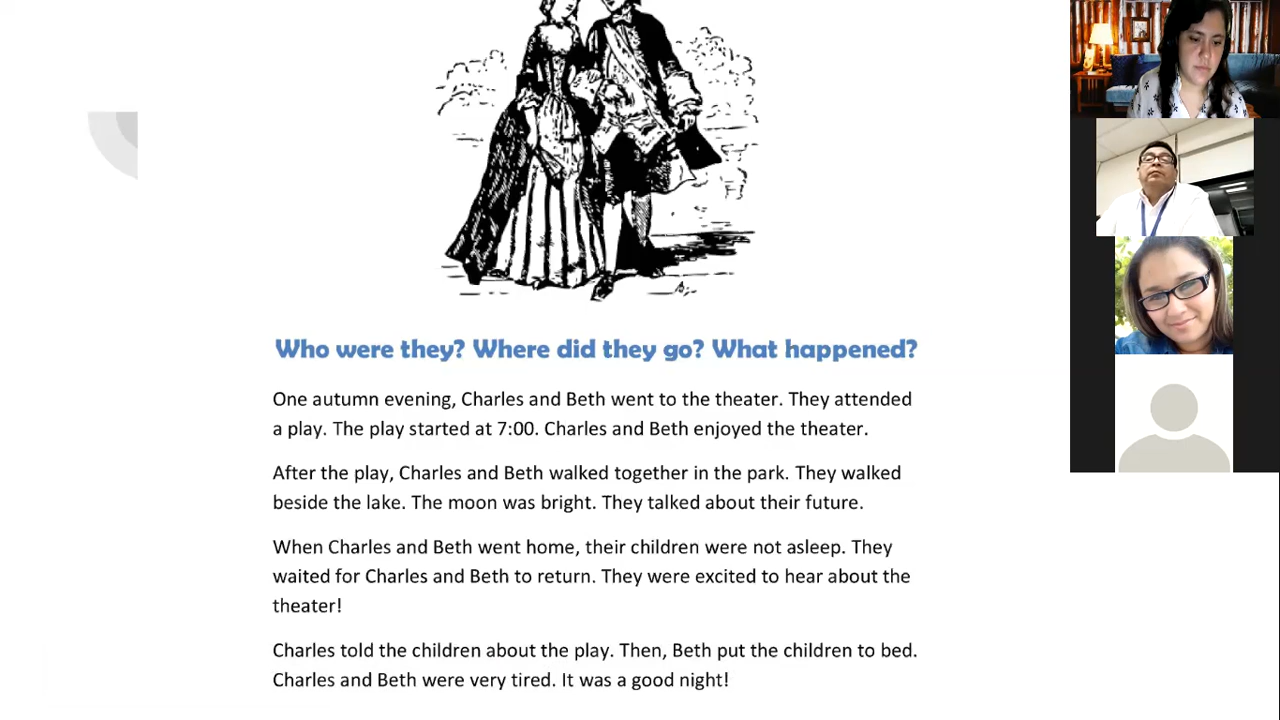 Who were they? Where did they go? What happened?
One autumn evening, Charles and Beth went to the theater. They attended
a play. The play started at 7:00. Charles and Beth enjoyed the theater.
After the play, Charles and Beth walked together in the park. They walked
beside the lake. The moon was bright. They talked about their future.
When Charles and Beth went home, their children were not asleep. They
waited for Charles and Beth to return. They were excited to hear about the
theater!
Charles told the children about the play. Then, Beth put the children to bed.
Charles and Beth were very tired. It was a good night!